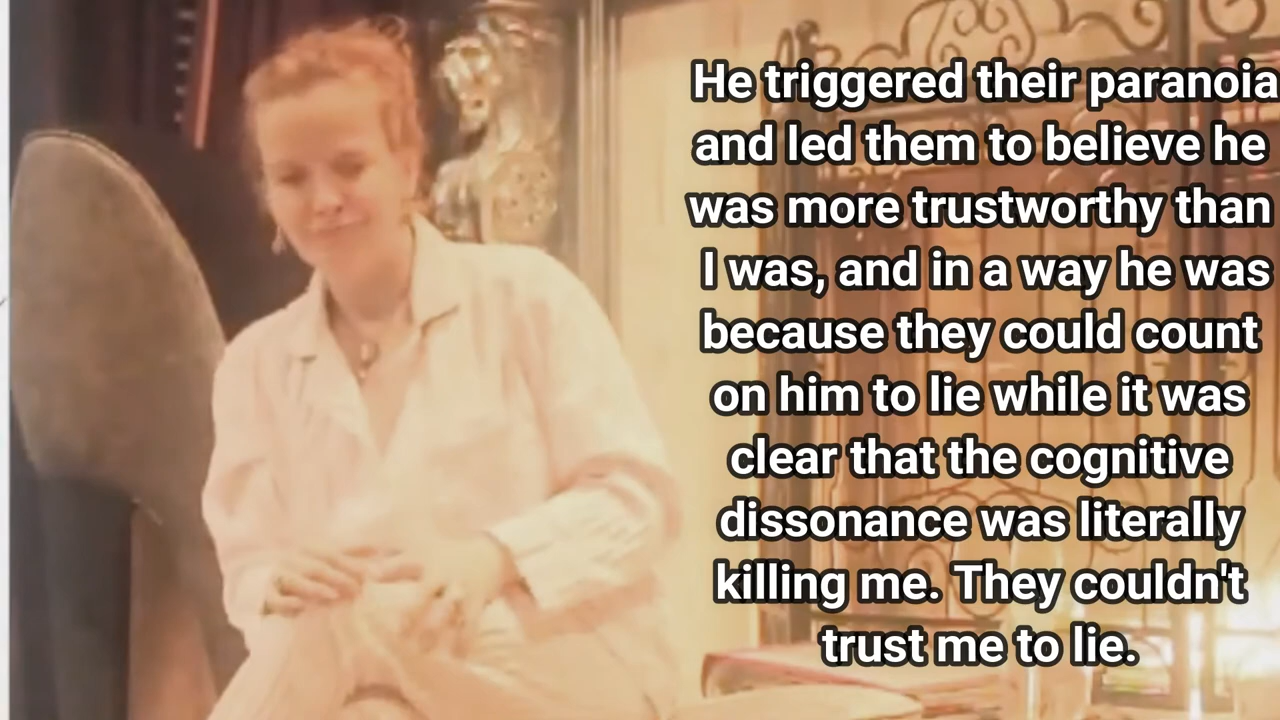 He triggered their paranoia
and led them to believe he
was more trustworthy than
I was, and in a way he was
because they could count
on him to lie while it was
clear that the cognitive
dissonance was literally
killing me. They couldn't
trust me to lie.